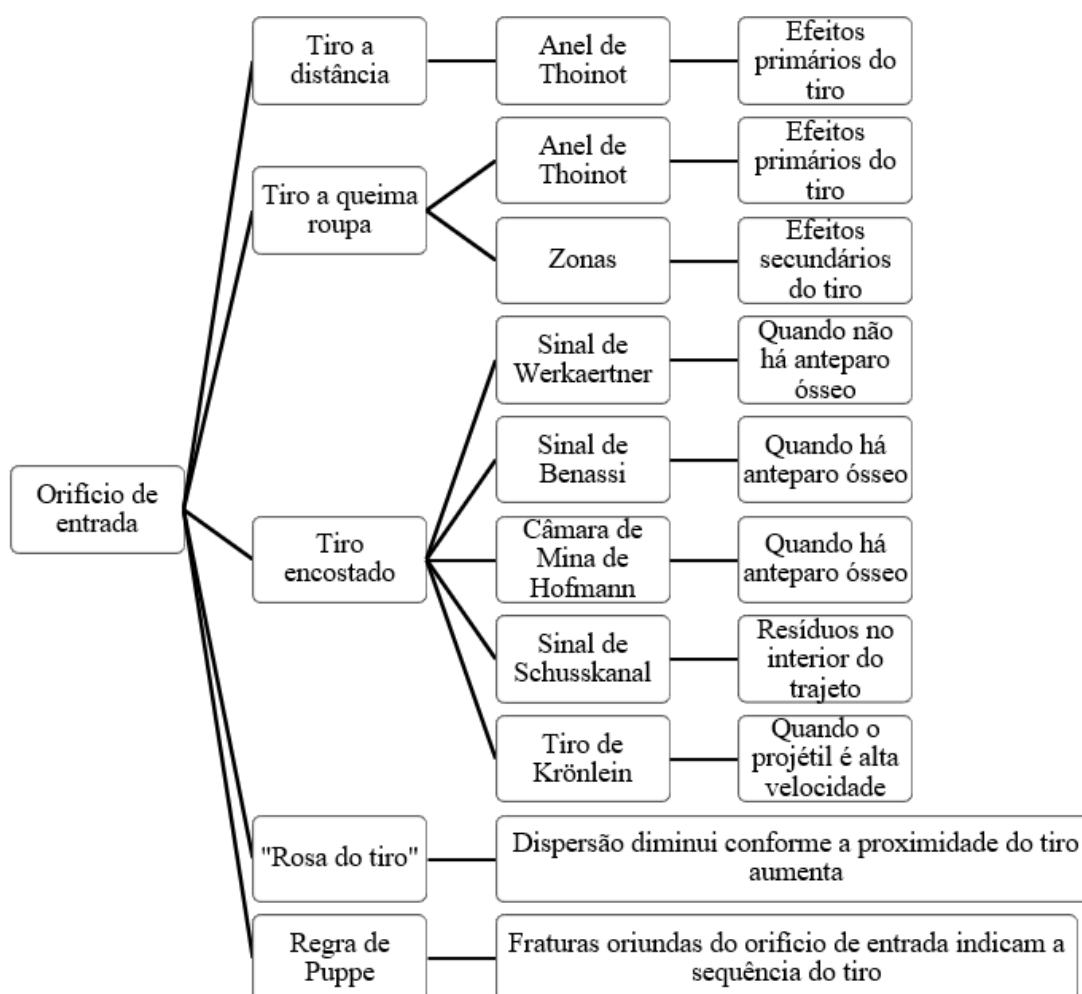 Tiro a
distância
Anel de
Thoinot
Efeitos
primários do
tiro
Tiro a queima
roupa
Anel de
Thoinot
Efeitos
primários do
tiro
Zonas
Efeitos
secundários
do tiro
Orifício de
entrada
Tiro
encostado
Sinal de
Werkaertner
Quando não
há anteparo
ósseo
Sinal de
Benassi
Quando há
anteparo ósseo
Câmara de
Mina de
Hofmann
Quando há
anteparo ósseo
Sinal de
Schusskanal
Resíduos no
interior do
trajeto
Tiro de
Krönlein
Quando o
projétil é alta
velocidade
"Rosa do tiro"
Dispersão diminui conforme a proximidade do tiro
aumenta
Regra de
Puppe
Fraturas oriundas do orifício de entrada indicam a
sequência do tiro